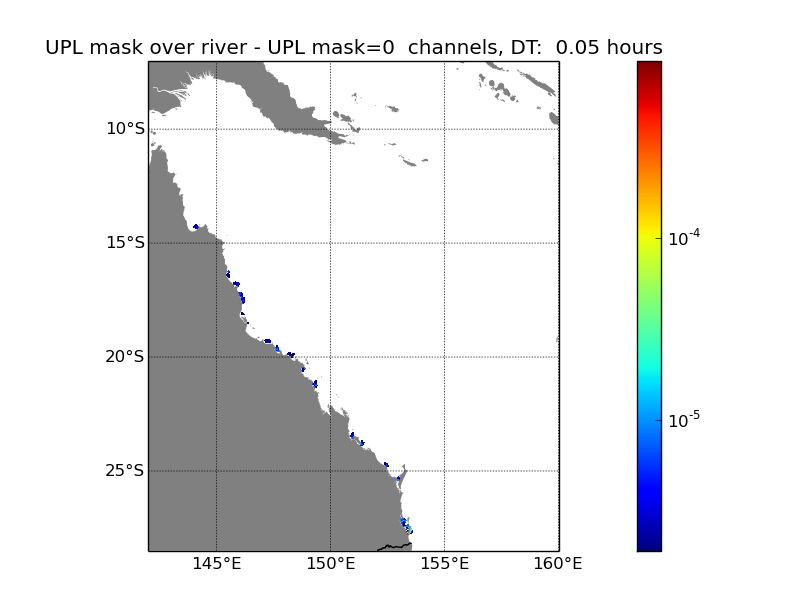 UPL mask over river - UPL mask=0  channels, DT:  0.05 hours
10°S
15°S
20°S
25°S
145°E
150°E
155°E
160°E
10⁻⁴
10⁻⁵